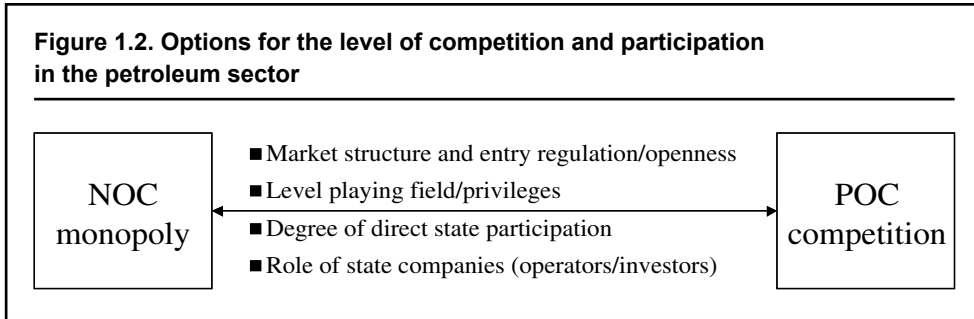 Figure 1.2. Options for the level of competition and participation
in the petroleum sector
NOC
monopoly
■ Market structure and entry regulation/openness
■ Level playing field/privileges
■ Degree of direct state participation
■ Role of state companies (operators/investors)
POC
competition